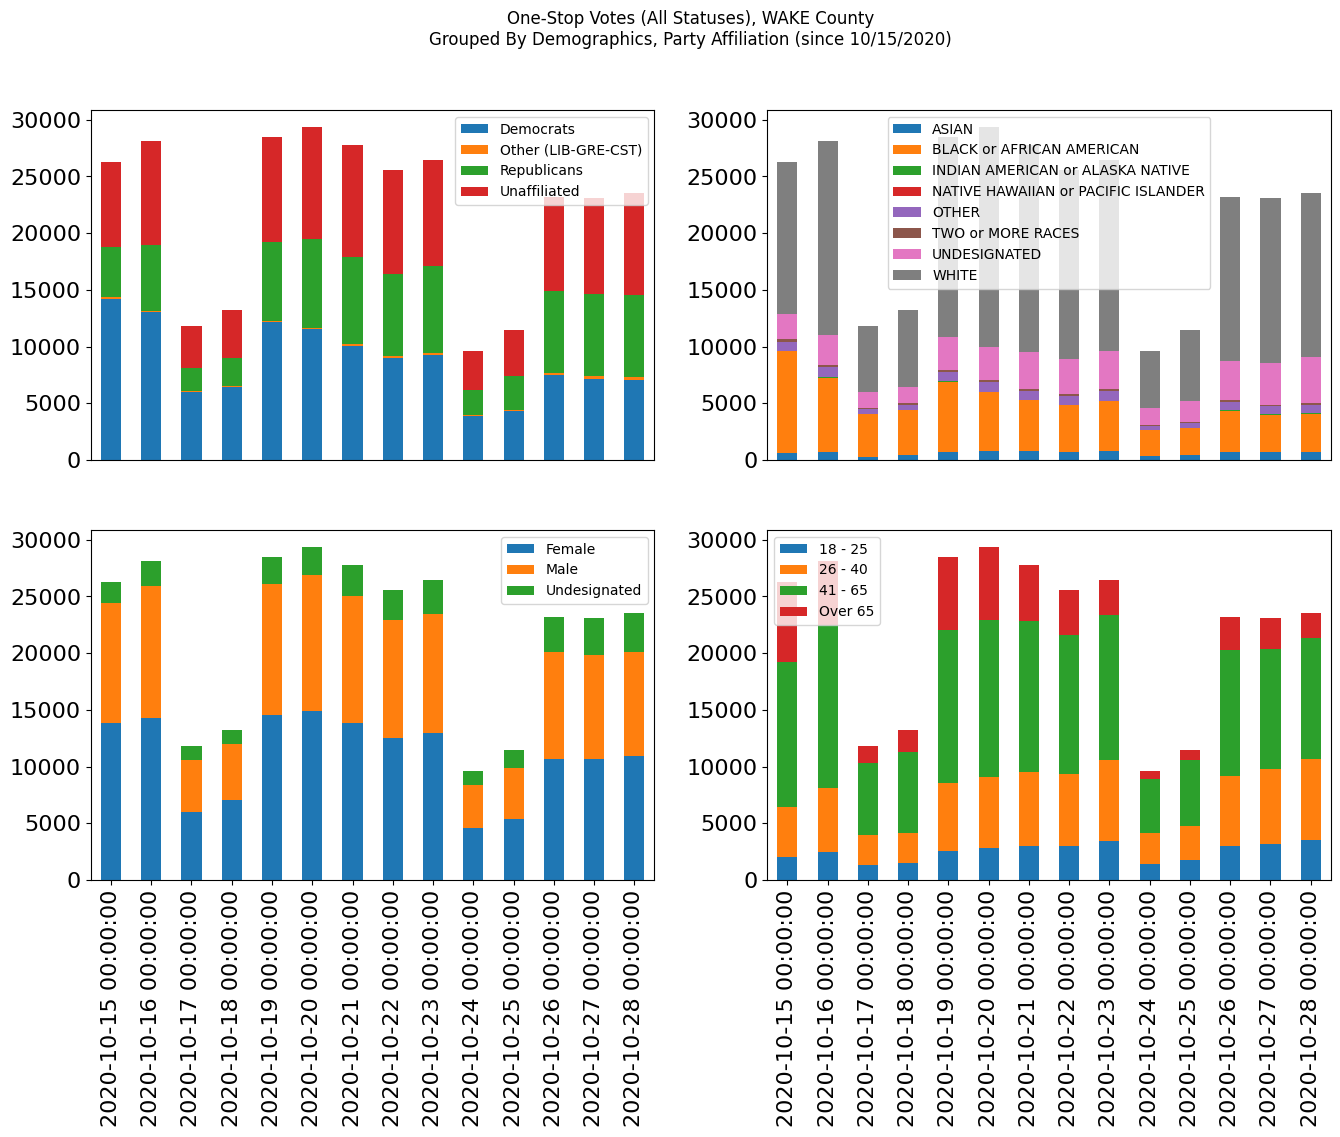 One-Stop Votes (All Statuses), WAKE County
Grouped By Demographics, Party Affiliation (since 10/15/2020)
30000
25000
20000
15000
10000
5000
0
Democrats
Other (LIB-GRE-CST)
Republicans
Unaffiliated
30000
25000
20000
15000
10000
5000
0
ASIAN
BLACK or AFRICAN AMERICAN
INDIAN AMERICAN or ALASKA NATIVE
NATIVE HAWAIIAN or PACIFIC ISLANDER
OTHER
TWO or MORE RACES
UNDESIGNATED
WHITE
30000
25000
20000
15000
10000
5000
0
Female
Male
Undesignated
2020-10-15 00:00:00
2020-10-16 00:00:00
2020-10-17 00:00:00
2020-10-18 00:00:00
2020-10-19 00:00:00
2020-10-20 00:00:00
2020-10-21 00:00:00
2020-10-22 00:00:00
2020-10-23 00:00:00
2020-10-24 00:00:00
2020-10-25 00:00:00
2020-10-26 00:00:00
2020-10-27 00:00:00
2020-10-28 00:00:00
30000
25000
20000
15000
10000
5000
0
18 - 25
26 - 40
41 - 65
Over 65
2020-10-15 00:00:00
2020-10-16 00:00:00
2020-10-17 00:00:00
2020-10-18 00:00:00
2020-10-19 00:00:00
2020-10-20 00:00:00
2020-10-21 00:00:00
2020-10-22 00:00:00
2020-10-23 00:00:00
2020-10-24 00:00:00
2020-10-25 00:00:00
2020-10-26 00:00:00
2020-10-27 00:00:00
2020-10-28 00:00:00